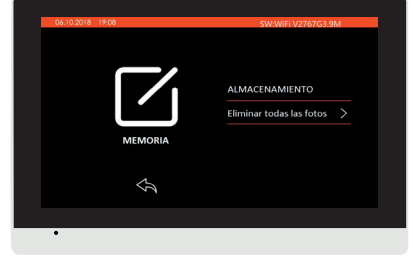 06.10.2018 19:08
SW:WiFi V2767G3.9M
ALMACENAMIENTO
Eliminar todas las fotos
MEMORIA